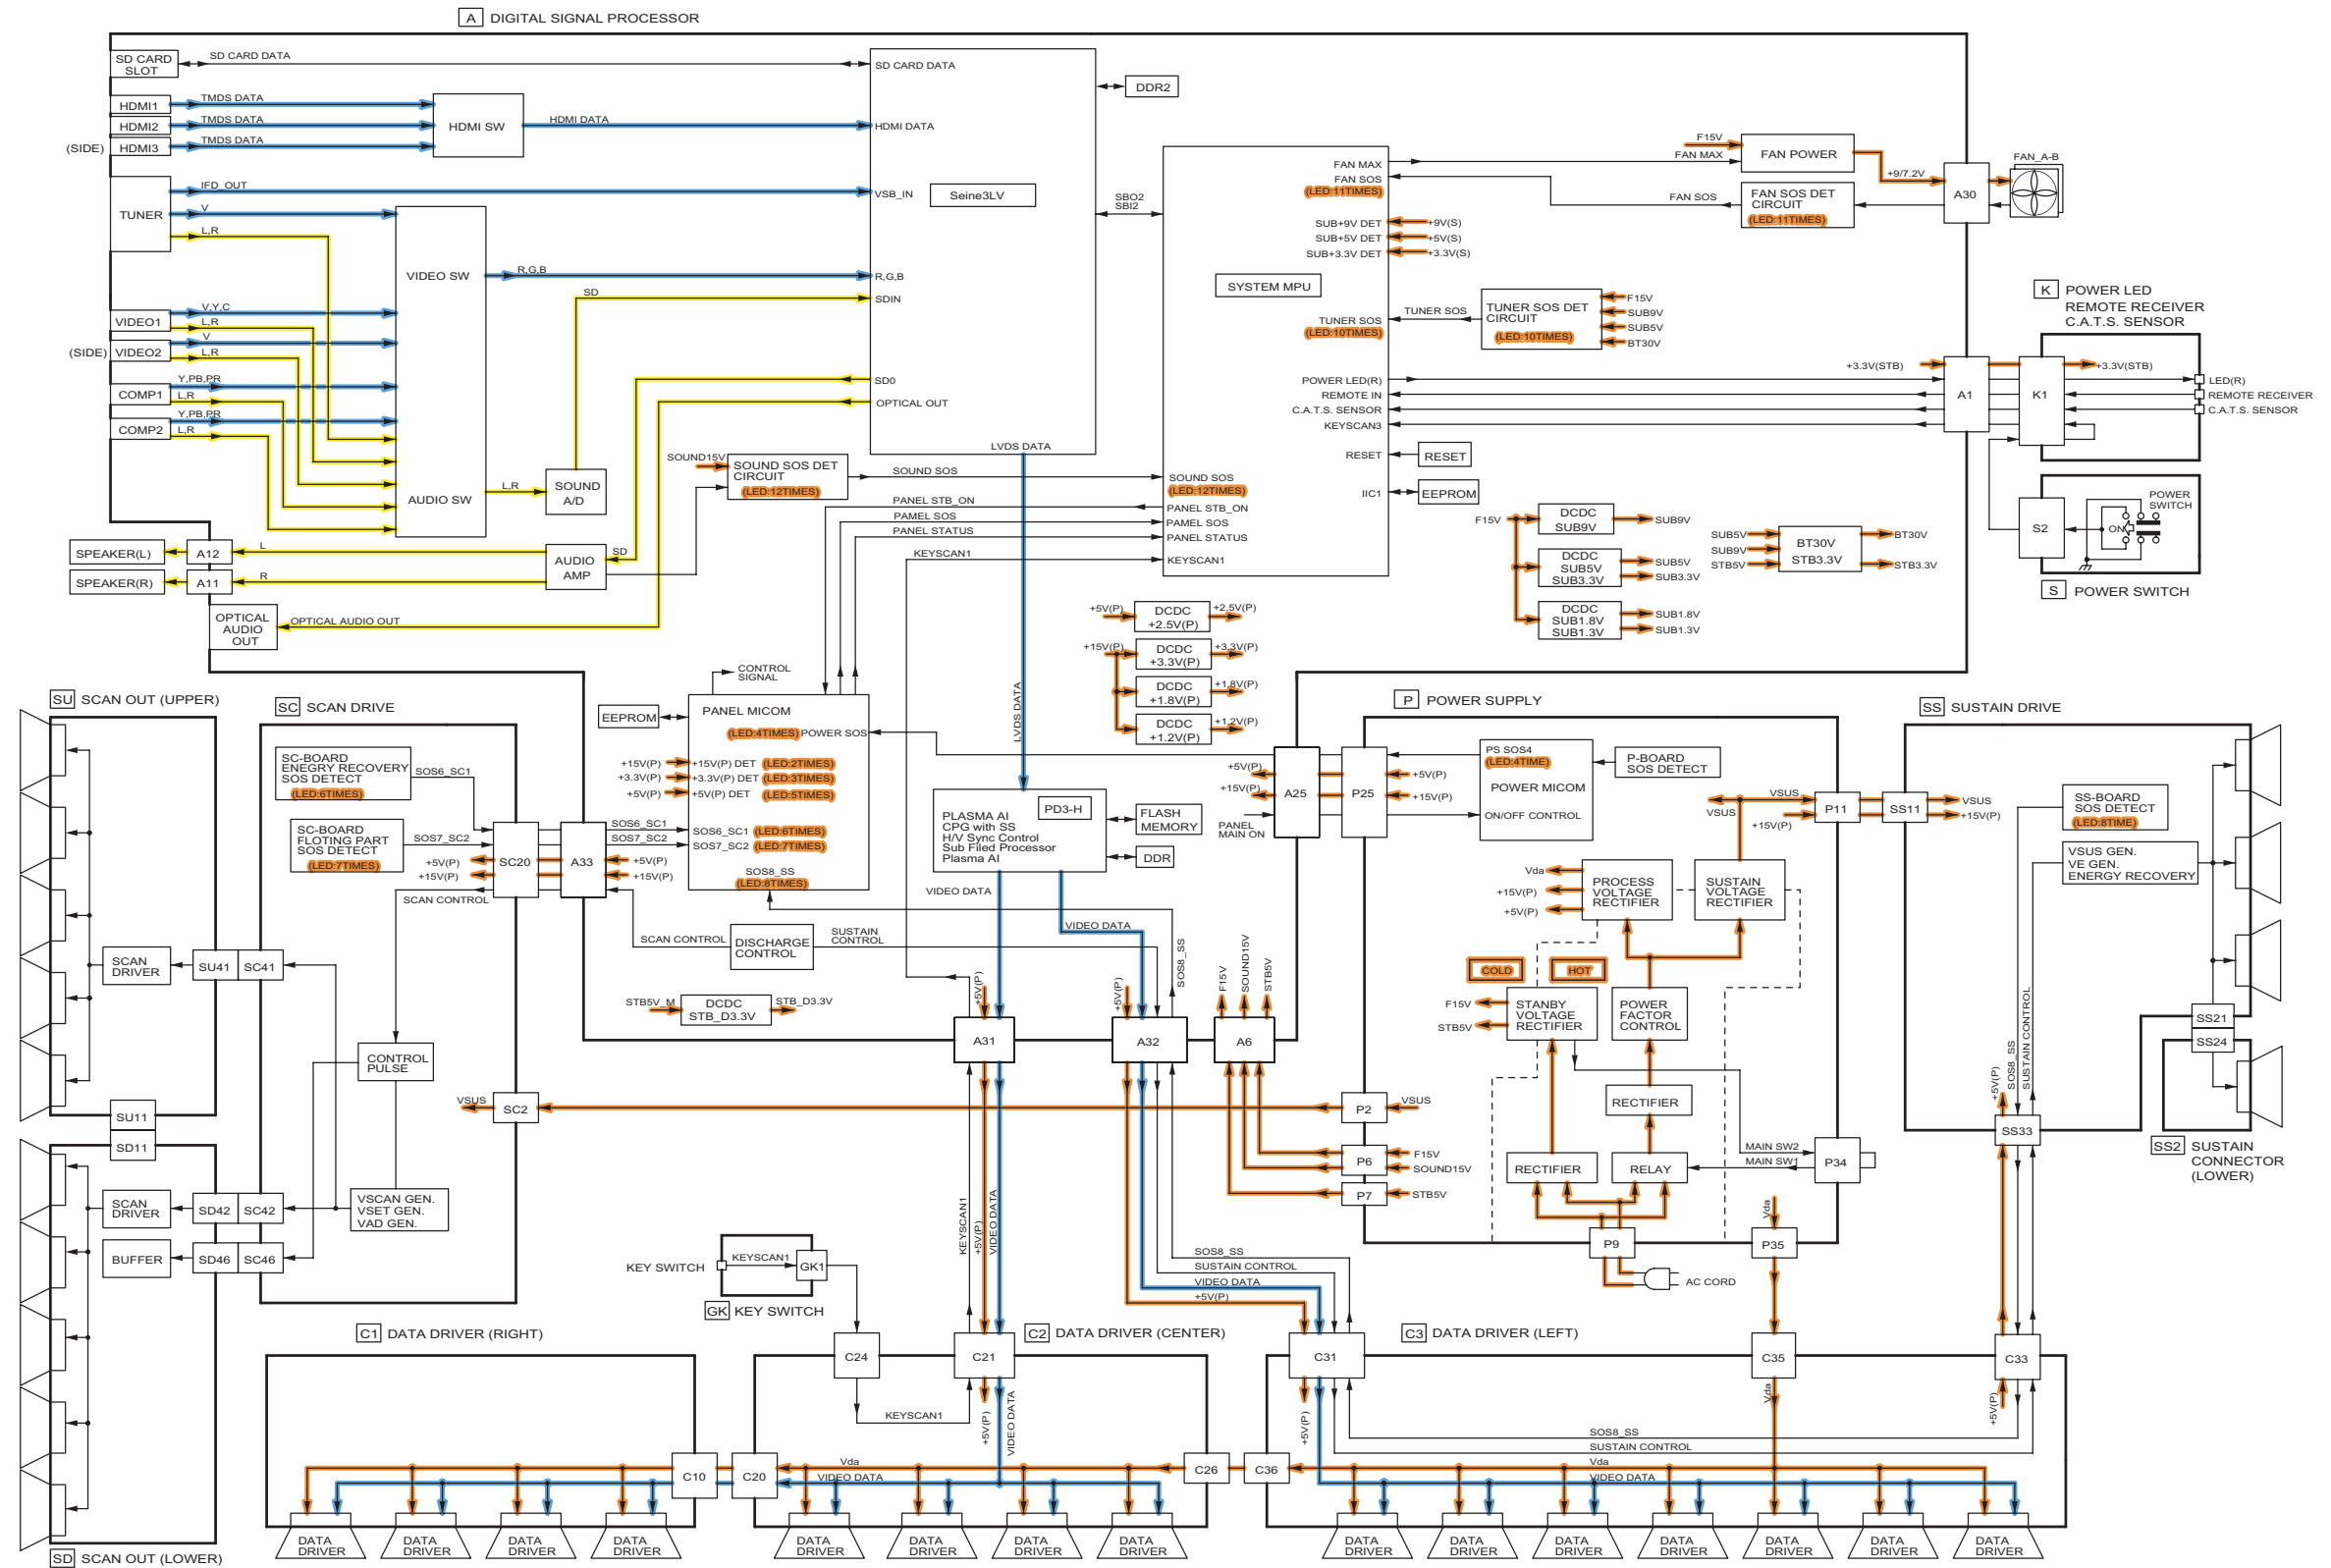 A DIGITAL SIGNAL PROCESSOR
SD CARD
SLOT
SD CARD DATA
SD CARD DATA
DDR2
HDMI1
TMDS DATA
HDMI2
TMDS DATA
(SIDE) HDMI3
TMDS DATA
HDMI SW
HDMI DATA
HDMI DATA
TUNER
IFD_OUT
V
L,R
VSB_IN
Seine3LV
SBO2
SBI2
VIDEO SW
R,G,B
R,G,B
SD
SDIN
VIDEO1
V,Y,C
L,R
(SIDE) VIDEO2
V
L,R
COMP1
Y,PB,PR
L,R
COMP2
Y,PB,PR
L,R
SD0
OPTICAL OUT
LVDS DATA
AUDIO SW
L,R
SOUND
A/D
SOUND15V
SOUND SOS DET
CIRCUIT
(LED:12TIMES)
SOUND SOS
PANEL STB_ON
PAMEL SOS
PANEL STATUS
KEYSCAN1
SPEAKER(L)
A12
L
SPEAKER(R)
A11
R
AUDIO
AMP
SD
OPTICAL
AUDIO
OUT
OPTICAL AUDIO OUT
FAN MAX
FAN SOS
(LED:11TIMES)
SUB+9V DET
+9V(S)
SUB+5V DET
+5V(S)
SUB+3.3V DET
+3.3V(S)
SYSTEM MPU
TUNER SOS
(LED:10TIMES)
POWER LED(R)
REMOTE IN
C.A.T.S. SENSOR
KEYSCAN3
RESET
RESET
IIC1
EEPROM
SOUND SOS
(LED:12TIMES)
PANEL STB_ON
PAMEL SOS
PANEL STATUS
KEYSCAN1
F15V
FAN MAX
FAN POWER
+9/7.2V
A30
FAN_A-B
FAN SOS
FAN SOS DET
CIRCUIT
(LED:11TIMES)
TUNER SOS
TUNER SOS DET
CIRCUIT
(LED:10TIMES)
F15V
SUB9V
SUB5V
BT30V
+3.3V(STB)
A1
K1
+3.3V(STB)
K POWER LED
REMOTE RECEIVER
C.A.T.S. SENSOR
LED(R)
REMOTE RECEIVER
C.A.T.S. SENSOR
S2
ON
POWER
SWITCH
S POWER SWITCH
F15V
DCDC
SUB9V
SUB9V
DCDC
SUB5V
SUB3.3V
SUB5V
SUB3.3V
DCDC
SUB1.8V
SUB1.3V
SUB1.8V
SUB1.3V
SUB5V
SUB9V
STB5V
BT30V
STB3.3V
BT30V
STB3.3V
+5V(P)
DCDC
+2.5V(P)
+2.5V(P)
+15V(P)
DCDC
+3.3V(P)
+3.3V(P)
DCDC
+1.8V(P)
+1.8V(P)
DCDC
+1.2V(P)
+1.2V(P)
SU SCAN OUT (UPPER)
SC SCAN DRIVE
SC-BOARD
ENEGRY RECOVERY
SOS DETECT
(LED:6TIMES)
SOS6_SC1
SC-BOARD
FLOTING PART
SOS DETECT
(LED:7TIMES)
SOS7_SC2
+5V(P)
+15V(P)
SCAN CONTROL
SC20
A33
SOS6_SC1
SOS7_SC2
+5V(P)
+15V(P)
SCAN
DRIVER
SU41
SC41
CONTROL
PULSE
VSUS
SC2
SU11
SD11
SCAN
DRIVER
SD42
SC42
VSCAN GEN.
VSET GEN.
VAD GEN.
BUFFER
SD46
SC46
SD SCAN OUT (LOWER)
CONTROL
SIGNAL
EEPROM
PANEL MICOM
(LED:4TIMES) POWER SOS
+15V(P)
+15V(P) DET (LED:2TIMES)
+3.3V(P)
+3.3V(P) DET (LED:3TIMES)
+5V(P)
+5V(P) DET (LED:5TIMES)
SOS6_SC1 (LED:6TIMES)
SOS7_SC2 (LED:7TIMES)
SOS8_SS
(LED:8TIMES)
LVDS DATA
PD3-H
PLASMA AI
CPG with SS
H/V Sync Control
Sub Filed Processor
Plasma AI
FLASH
MEMORY
DDR
VIDEO DATA
VIDEO DATA
SCAN CONTROL
DISCHARGE
CONTROL
SUSTAIN
CONTROL
STB5V_M
DCDC
STB_D3.3V
STB_D3.3V
+5V(P)
+5V(P)
SOS8_SS
F15V
SOUND15V
STB5V
A31
A32
A6
P POWER SUPPLY
+5V(P)
+15V(P)
PANEL
MAIN ON
A25
P25
+5V(P)
+15V(P)
PS SOS4
(LED:4TIME)
POWER MICOM
ON/OFF CONTROL
P-BOARD
SOS DETECT
VSUS
VSUS
+15V(P)
P11
SS11
VSUS
+15V(P)
Vda
+15V(P)
+5V(P)
PROCESS
VOLTAGE
RECTIFIER
SUSTAIN
VOLTAGE
RECTIFIER
COLD
HOT
F15V
STB5V
STANBY
VOLTAGE
RECTIFIER
POWER
FACTOR
CONTROL
RECTIFIER
P2
VSUS
P6
F15V
SOUND15V
P7
STB5V
RECTIFIER
RELAY
MAIN SW2
MAIN SW1
P34
Vda
P9
P35
AC CORD
SS SUSTAIN DRIVE
SS-BOARD
SOS DETECT
(LED:8TIME)
VSUS GEN.
VE GEN.
ENERGY RECOVERY
SS21
SS24
+5V(P)
SOS8_SS
SUSTAIN CONTROL
SS33
SS2 SUSTAIN
CONNECTOR
(LOWER)
KEY SWITCH
KEYSCAN1
GK1
GK KEY SWITCH
KEYSCAN1
+5V(P)
VIDEO DATA
SOS8_SS
SUSTAIN CONTROL
VIDEO DATA
+5V(P)
C1 DATA DRIVER (RIGHT)
C2 DATA DRIVER (CENTER)
C3 DATA DRIVER (LEFT)
C24
C21
C31
C35
C33
KEYSCAN1
+5V(P)
VIDEO DATA
+5V(P)
Vda
+5V(P)
SOS8_SS
SUSTAIN CONTROL
C10
C20
Vda
VIDEO DATA
C26
C36
Vda
VIDEO DATA
DATA
DRIVER
DATA
DRIVER
DATA
DRIVER
DATA
DRIVER
DATA
DRIVER
DATA
DRIVER
DATA
DRIVER
DATA
DRIVER
DATA
DRIVER
DATA
DRIVER
DATA
DRIVER
DATA
DRIVER
DATA
DRIVER
DATA
DRIVER
DATA
DRIVER